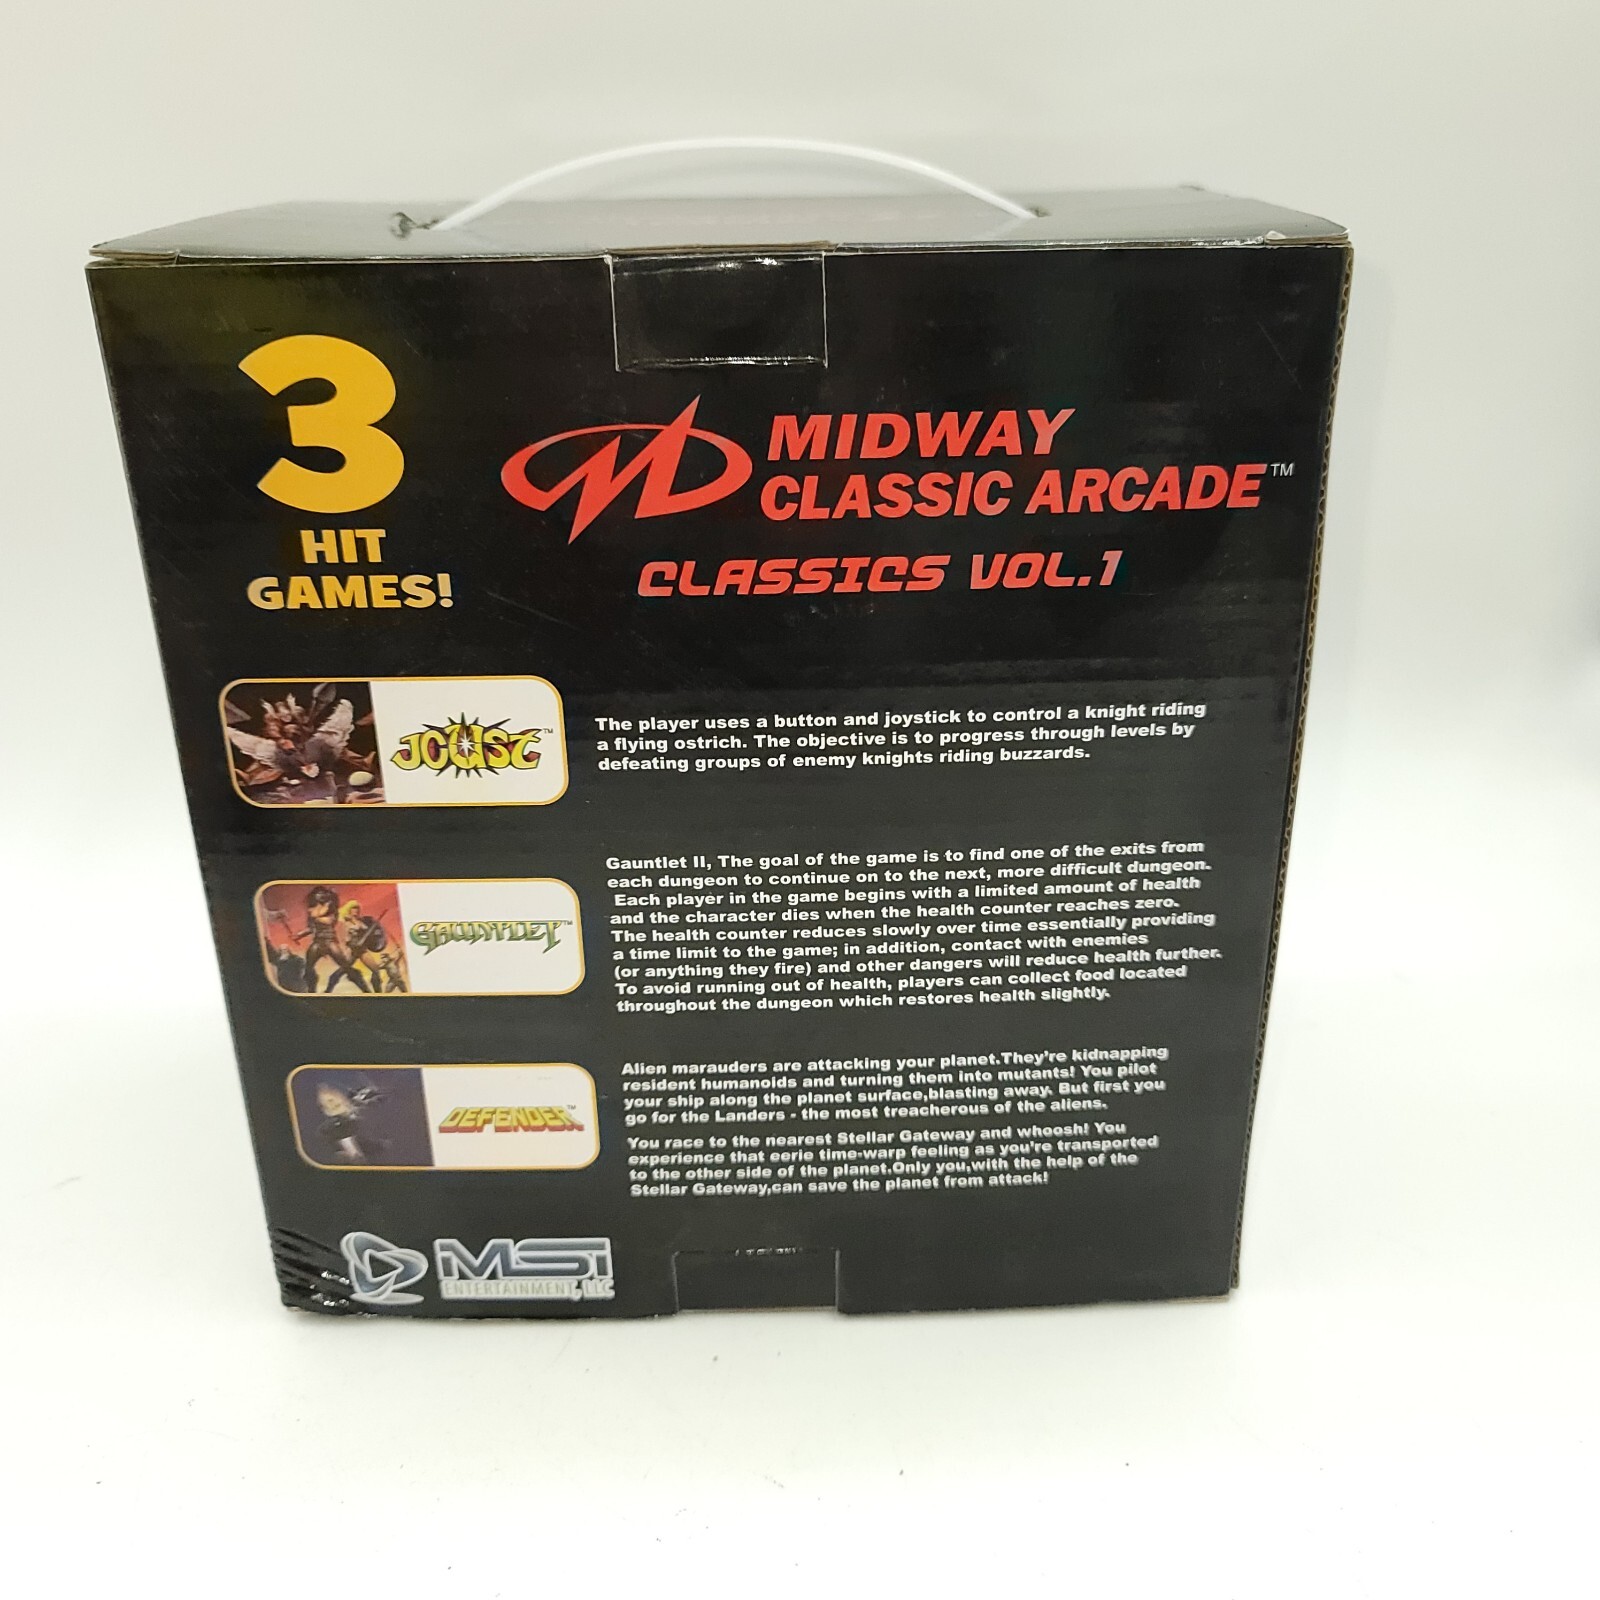 3
HIT
GAMES!
MIDWAY
CLASSIC ARCADE™
CLASSICS VOL.1
JOUST™
The player uses a button and joystick to control a knight riding
a flying ostrich. The objective is to progress through levels by
defeating groups of enemy knights riding buzzards.
GAUNTLET™
Gauntlet II, The goal of the game is to find one of the exits from
each dungeon to continue on to the next, more difficult dungeon.
Each player in the game begins with a limited amount of health
and the character dies when the health counter reaches zero.
The health counter reduces slowly over time essentially providing
a time limit to the game; in addition, contact with enemies
(or anything they fire) and other dangers will reduce health further.
To avoid running out of health, players can collect food located
throughout the dungeon which restores health slightly.
DEFENDER™
Alien marauders are attacking your planet.They're kidnapping
resident humanoids and turning them into mutants! You pilot
your ship along the planet surface,blasting away. But first you
go for the Landers - the most treacherous of the aliens.
You race to the nearest Stellar Gateway and whoosh! You
experience that eerie time-warp feeling as you're transported
to the other side of the planet.Only you,with the help of the
Stellar Gateway,can save the planet from attack!
MSi
ENTERTAINMENT, LLC